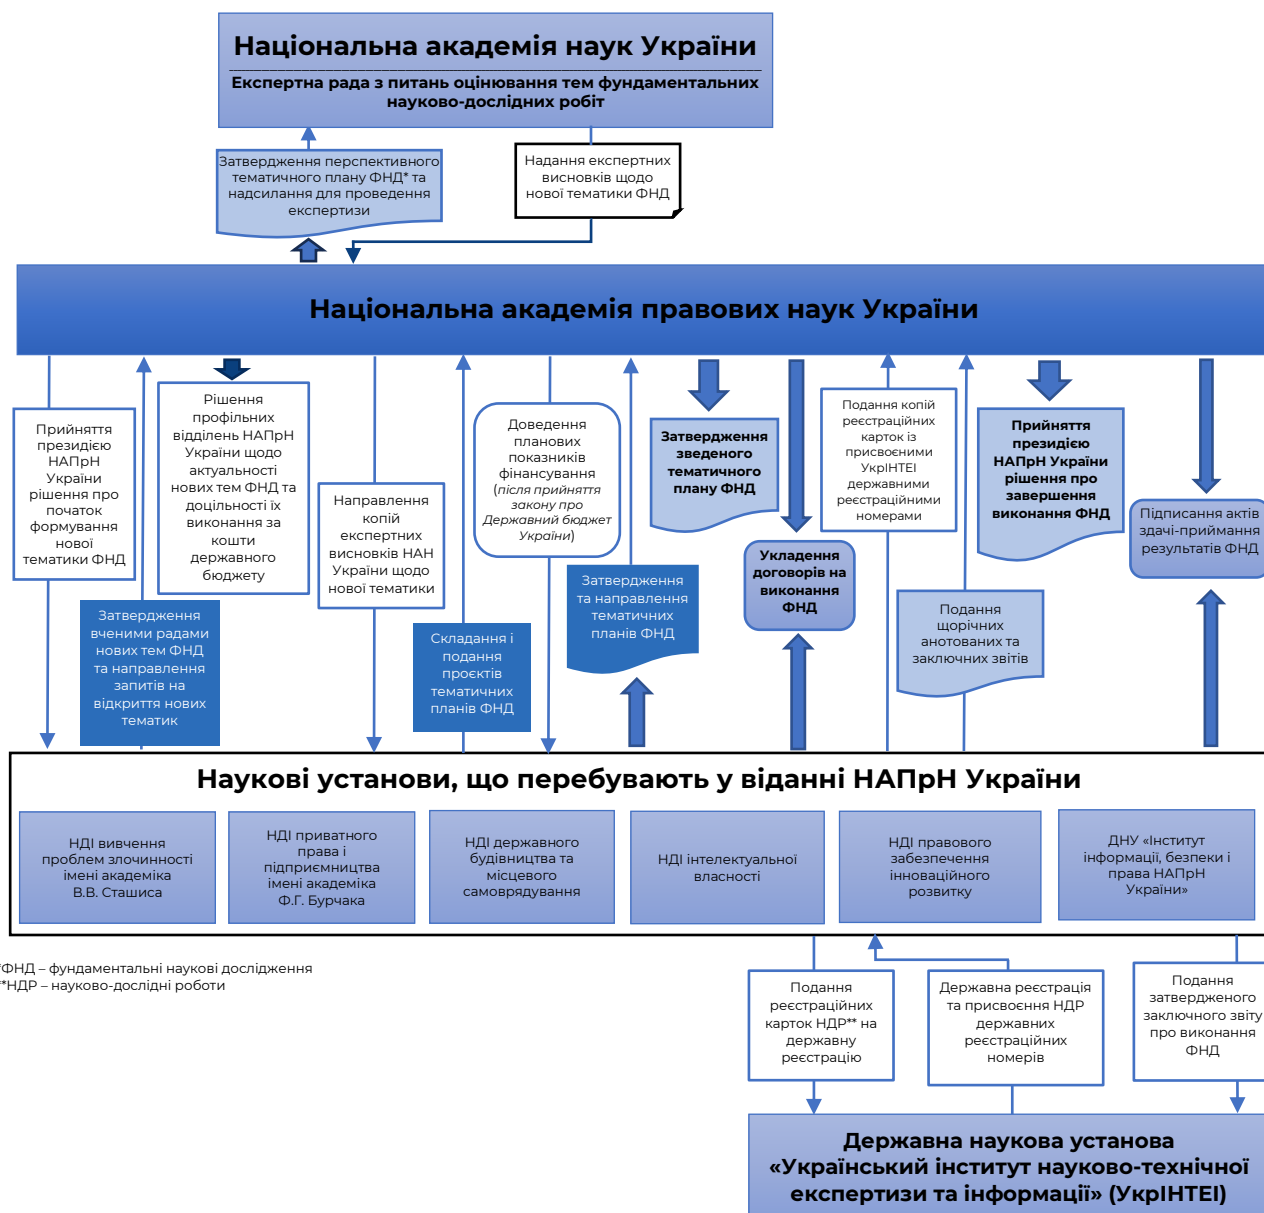 Національна академія наук України
Експертна рада з питань оцінювання тем фундаментальних
науково-дослідних робіт
Затвердження перспективного
тематичного плану ФНД* та
надсилання для проведення
експертизи
Надання експертних
висновків щодо
нової тематики ФНД
Національна академія правових наук України
Прийняття
президією
НАПрН
України
рішення про
початок
формування
нової
тематики ФНД
Затвердження
вченими радами
нових тем ФНД
та направлення
запитів на
відкриття нових
тематик
Рішення
профільних
відділень НАПрН
України щодо
актуальності
нових тем ФНД та
доцільності їх
виконання за
кошти
державного
бюджету
Направлення
копій
експертних
висновків НАН
України щодо
нової тематики
Складання і
подання
проєктів
тематичних
планів ФНД
Доведення
планових
показників
фінансування
(після прийняття
закону про
Державний бюджет
України)
Затвердження
та направлення
тематичних
планів ФНД
Затвердження
зведеного
тематичного
плану ФНД
Укладення
договорів на
виконання
ФНД
Подання копій
реєстраційних
карток із
присвоєними
УкрІНТЕІ
державними
реєстраційними
номерами
Подання
щорічних
анотованих та
заключних звітів
Прийняття
президією
НАПрН України
рішення про
завершення
виконання ФНД
Підписання актів
здачі-приймання
результатів ФНД
Наукові установи, що перебувають у віданні НАПрН України
НДІ вивчення
проблем злочинності
імені академіка
В.В. Сташиса
НДІ приватного
права і
підприємництва
імені академіка
Ф.Г. Бурчака
НДІ державного
будівництва та
місцевого
самоврядування
НДІ інтелектуальної
власності
НДІ правового
забезпечення
інноваційного
розвитку
ДНУ «Інститут
інформації, безпеки і
права НАПрН
України»
*ФНД – фундаментальні наукові дослідження
**НДР – науково-дослідні роботи
Подання
реєстраційних
карток НДР** на
державну
реєстрацію
Державна реєстрація
та присвоєння НДР
державних
реєстраційних
номерів
Подання
затвердженого
заключного звіту
про виконання
ФНД
Державна наукова установа
«Український інститут науково-технічної
експертизи та інформації» (УкрІНТЕІ)